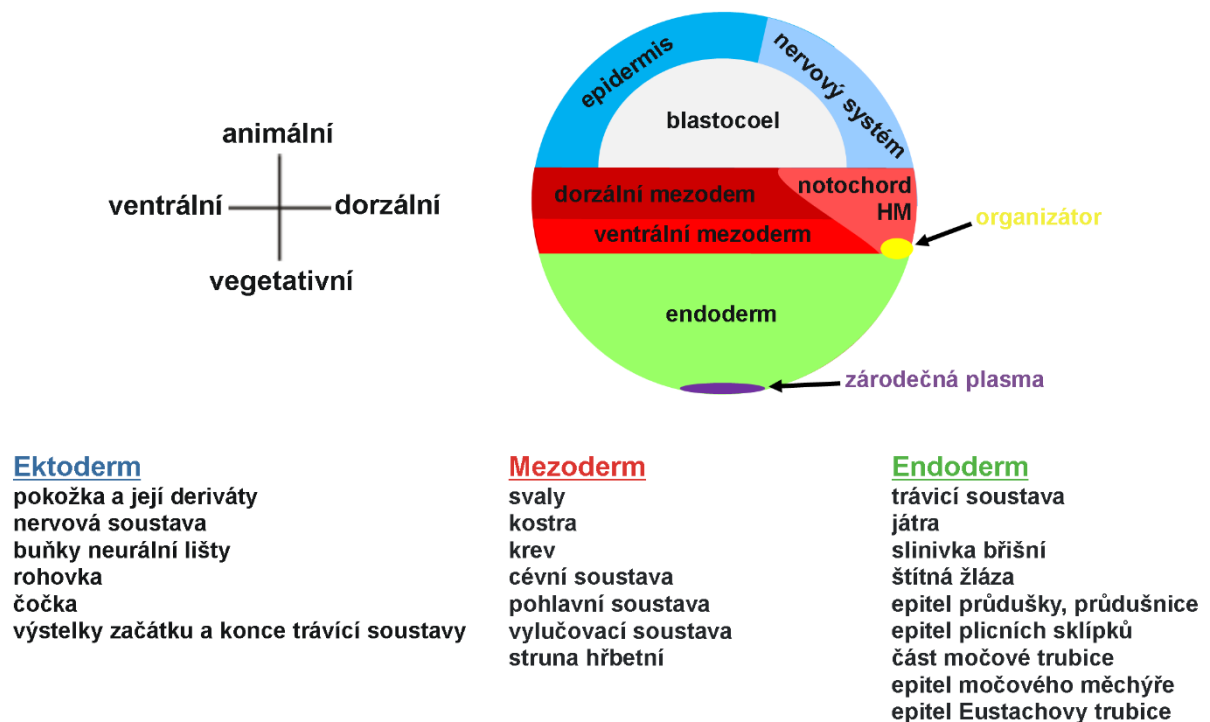 animální
ventrální
dorzální
vegetativní
epidermis
nervový systém
blastocoel
dorzální mezodem
notochord
HM
ventrální mezoderm
organizátor
endoderm
zárodečná plasma
Ektoderm
pokožka a její deriváty
nervová soustava
buňky neurální lišty
rohovka
čočka
výstelky začátku a konce trávící soustavy
Mezoderm
svaly
kostra
krev
cévní soustava
pohlavní soustava
vylučovací soustava
struna hřbetní
Endoderm
trávicí soustava
játra
slinivka břišní
štítná žláza
epitel průdušky, průdušnice
epitel plicních sklípků
část močové trubice
epitel močového měchýře
epitel Eustachovy trubice